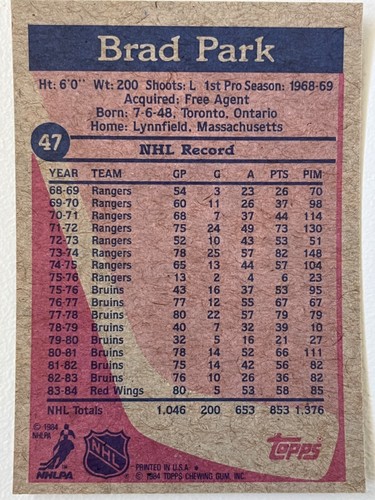 Brad Park
Ht: 6'0" Wt: 200 Shoots: L 1st Pro Season: 1968-69
Acquired: Free Agent
Born: 7-6-48, Toronto, Ontario
Home: Lynnfield, Massachusetts
47
NHL Record
YEAR TEAM GP G A PTS PIM
68-69 Rangers 54 3 23 26 70
69-70 Rangers 60 11 26 37 98
70-71 Rangers 68 7 37 44 114
71-72 Rangers 75 24 49 73 130
72-73 Rangers 52 10 43 53 51
73-74 Rangers 78 25 57 82 148
74-75 Rangers 65 13 44 57 104
75-76 Rangers 13 2 4 6 23
75-76 Bruins 43 16 37 53 95
76-77 Bruins 77 12 55 67 67
77-78 Bruins 80 22 57 79 79
78-79 Bruins 40 7 32 39 10
79-80 Bruins 32 5 16 21 27
80-81 Bruins 78 14 52 66 111
81-82 Bruins 75 14 42 56 82
82-83 Bruins 76 10 26 36 82
83-84 Red Wings 80 5 53 58 85
NHL Totals 1,046 200 653 853 1,376
© 1984
NHLPA
NHLPA
NHL
topps
PRINTED IN U.S.A.
© 1984 TOPPS CHEWING GUM, INC.